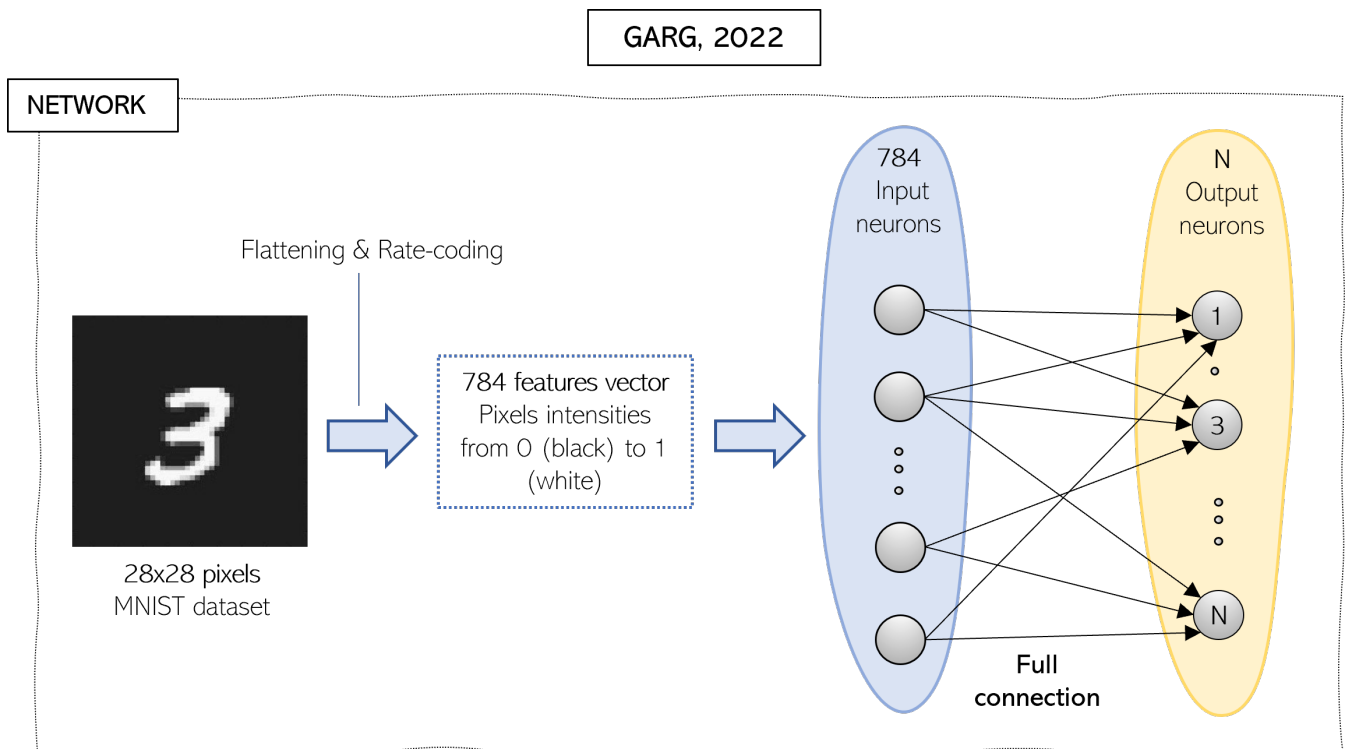 GARG, 2022
NETWORK
Flattening & Rate-coding
28x28 pixels
MNIST dataset
784 features vector
Pixels intensities
from 0 (black) to 1
(white)
784
Input
neurons
N
Output
neurons
1
3
N
Full
connection